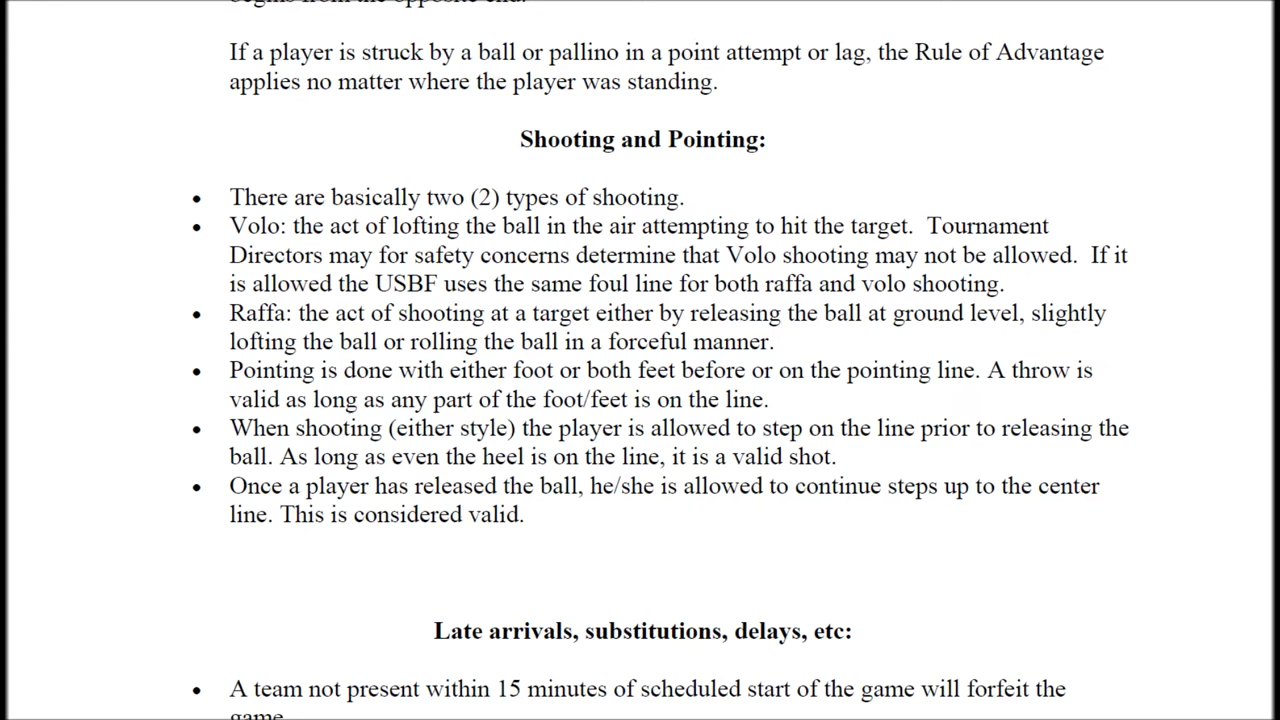 begins from the opposite end.
If a player is struck by a ball or pallino in a point attempt or lag, the Rule of Advantage
applies no matter where the player was standing.
Shooting and Pointing:
• There are basically two (2) types of shooting.
• Volo: the act of lofting the ball in the air attempting to hit the target.  Tournament
Directors may for safety concerns determine that Volo shooting may not be allowed.  If it
is allowed the USBF uses the same foul line for both raffa and volo shooting.
• Raffa: the act of shooting at a target either by releasing the ball at ground level, slightly
lofting the ball or rolling the ball in a forceful manner.
• Pointing is done with either foot or both feet before or on the pointing line. A throw is
valid as long as any part of the foot/feet is on the line.
• When shooting (either style) the player is allowed to step on the line prior to releasing the
ball. As long as even the heel is on the line, it is a valid shot.
• Once a player has released the ball, he/she is allowed to continue steps up to the center
line. This is considered valid.
Late arrivals, substitutions, delays, etc:
• A team not present within 15 minutes of scheduled start of the game will forfeit the
game.